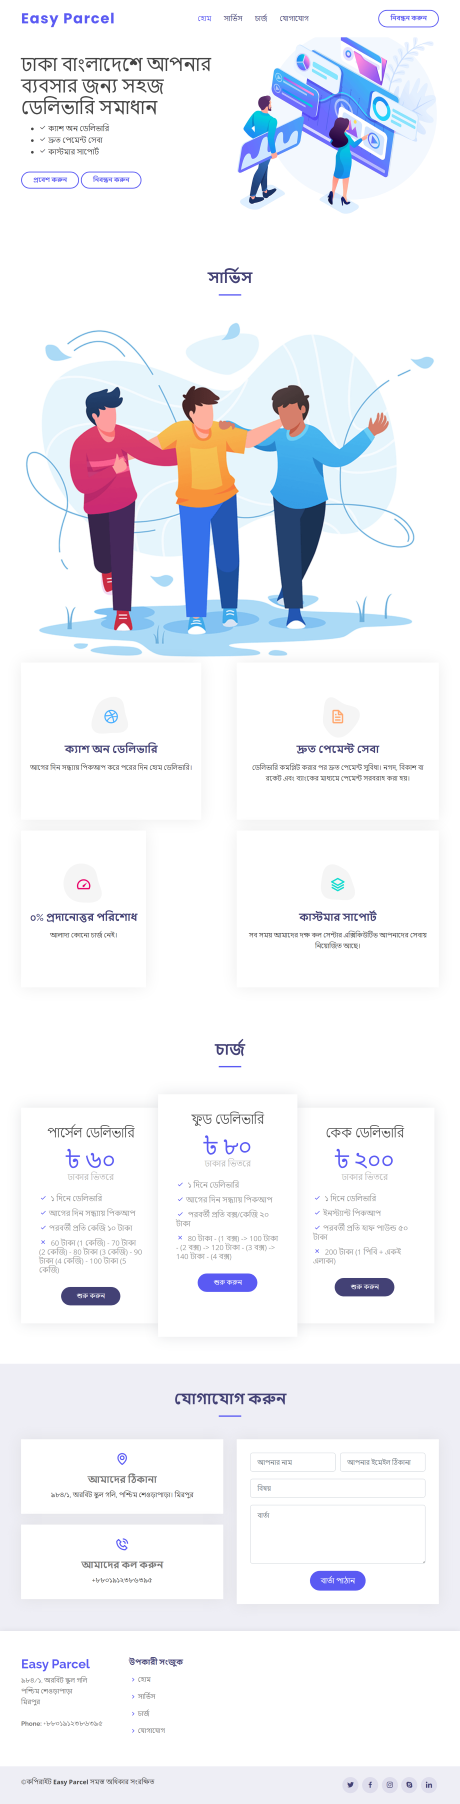 Easy Parcel
হোম সার্ভিস চার্জ যোগাযোগ
নিবন্ধন করুন
ঢাকা বাংলাদেশে আপনার
ব্যবসার জন্য সহজ
ডেলিভারি সমাধান
ক্যাশ অন ডেলিভারি
দ্রুত পেমেন্ট সেবা
কাস্টমার সাপোর্ট
প্রবেশ করুন নিবন্ধন করুন
সার্ভিস
ক্যাশ অন ডেলিভারি
আগের দিন সন্ধ্যায় পিকআপ করে পরের দিন হোম ডেলিভারি।
দ্রুত পেমেন্ট সেবা
ডেলিভারি কমপ্লিট করার পর দ্রুত পেমেন্ট সুবিধা। নগদ, বিকাশ অ
রকেট এবং ব্যাংকের মাধ্যমে পেমেন্ট সরবরাহ করা হয়।
০% প্রদানোত্তর পরিশোধ
আলাদা কোনো চার্জ নেই।
কাস্টমার সাপোর্ট
সব সময় আমাদের দক্ষ কল সেন্টার এক্সিকিউটিভ আপনাদের সেবায়
নিয়োজিত আছে।
চার্জ
পার্সেল ডেলিভারি
৳ ৬০
ঢাকার ভিতরে
১ দিনে ডেলিভারি
আগের দিন সন্ধ্যায় পিকআপ
পরবর্তী প্রতি কেজি ১০ টাকা
60 টাকা (1 কেজি) - 70 টাকা
(2 কেজি) - 80 টাকা (3 কেজি) - 90
টাকা (4 কেজি) - 100 টাকা (5
কেজি)
শুরু করুন
ফুড ডেলিভারি
৳ ৮০
ঢাকার ভিতরে
১ দিনে ডেলিভারি
আগের দিন সন্ধ্যায় পিকআপ
পরবর্তী প্রতি বক্স/কেজি ২০
টাকা
80 টাকা - (1 বক্স) -> 100 টাকা
- (2 বক্স) -> 120 টাকা - (3 বক্স) ->
140 টাকা - (4 বক্স)
শুরু করুন
কেক ডেলিভারি
৳ ২০০
ঢাকার ভিতরে
১ দিনে ডেলিভারি
ইনস্ট্যান্ট পিকআপ
পরবর্তী প্রতি হাফ পাউন্ড ৫০
টাকা
200 টাকা (1 পিবি + একই
এলাকা)
শুরু করুন
যোগাযোগ করুন
আমাদের ঠিকানা
৯৮৪/১, অরবিট স্কুল গলি, পশ্চিম শেওড়াপাড়া। মিরপুর
আমাদের কল করুন
+৮৮০১৯১২৩৮৬৩৯৫
আপনার নাম আপনার ইমেইল ঠিকানা
বিষয়
বার্তা
বার্তা পাঠান
Easy Parcel
৯৮৪/১, অরবিট স্কুল গলি
পশ্চিম শেওড়াপাড়া
মিরপুর
Phone: +৮৮০১৯১২৩৮৬৩৯৫
উপকারী সংজুক
হোম
সার্ভিস
চার্জ
যোগাযোগ
©কপিরাইট Easy Parcel সমস্ত অধিকার সংরক্ষিত